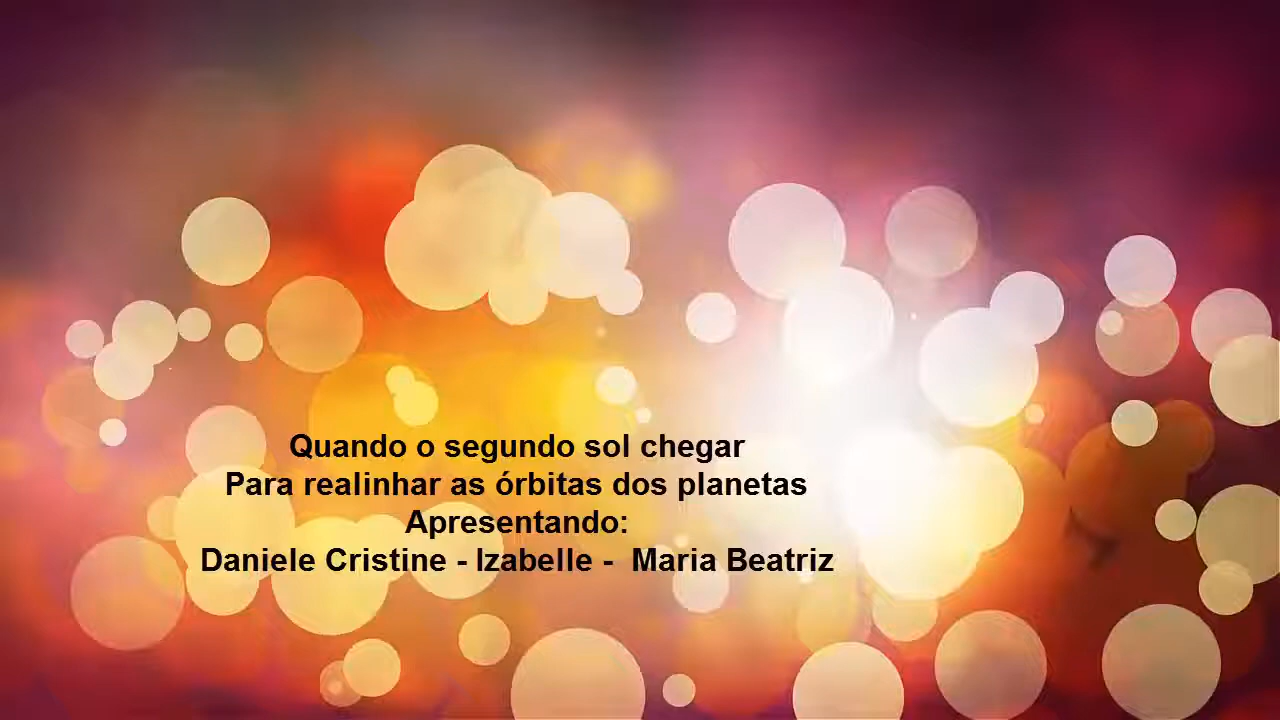 Quando o segundo sol chegar
Para realinhar as órbitas dos planetas
Apresentando:
Daniele Cristine - Izabelle -  Maria Beatriz